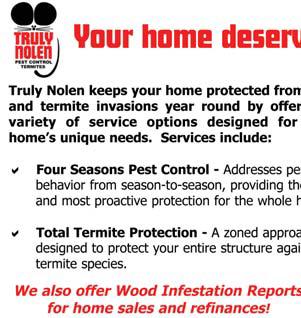 TRULY
NOLEN
PEST CONTROL
TERMITES
Your home deserv
Truly Nolen keeps your home protected from
and termite invasions year round by offer
variety of service options designed for
home's unique needs. Services include:
Four Seasons Pest Control - Addresses pe
behavior from season-to-season, providing the
and most proactive protection for the whole h
Total Termite Protection - A zoned approa
designed to protect your entire structure agai
termite species.
We also offer Wood Infestation Reports
for home sales and refinances!